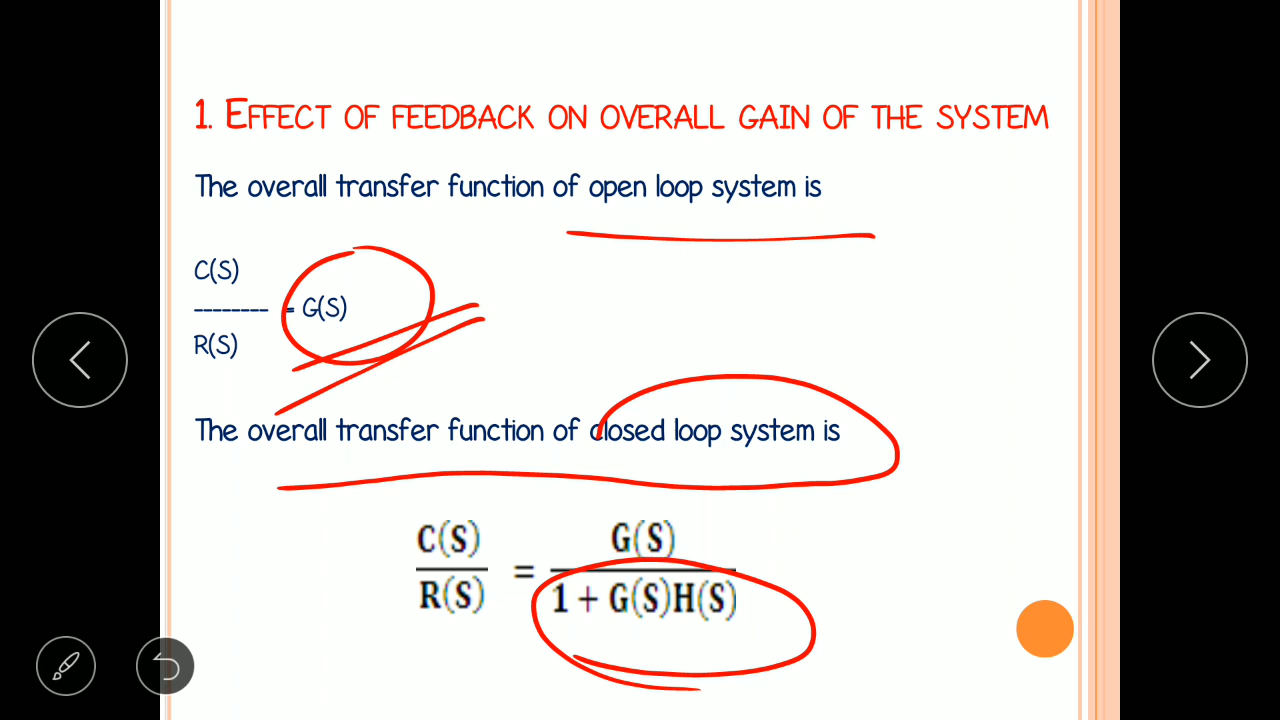 1. EFFECT OF FEEDBACK ON OVERALL GAIN OF THE SYSTEM
The overall transfer function of open loop system is
C(S)
-------- = G(S)
R(S)
The overall transfer function of closed loop system is
C(S) G(S)
=
R(S) 1 + G(S)H(S)